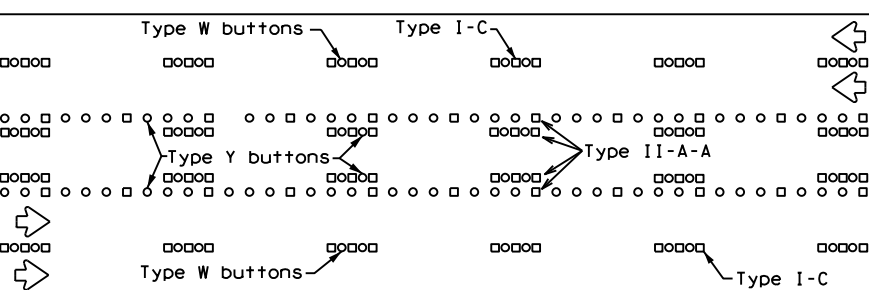 Type W buttons
Type I-C
Type Y buttons
Type II-A-A
Type W buttons
Type I-C